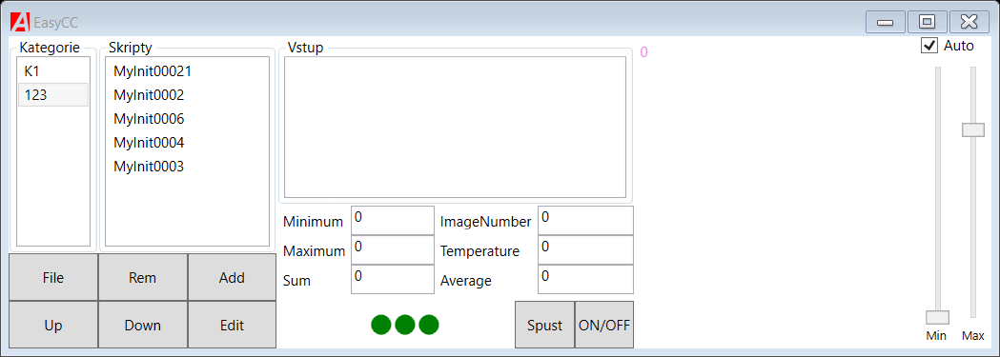 EasyCC
Kategorie
Skripty
Vstup
0
Auto
K1
123
MyInit00021
MyInit0002
MyInit0006
MyInit0004
MyInit0003
Minimum 0 ImageNumber 0
Maximum 0 Temperature 0
Sum 0 Average 0
File Rem Add
Up Down Edit
Spust ON/OFF
Min Max